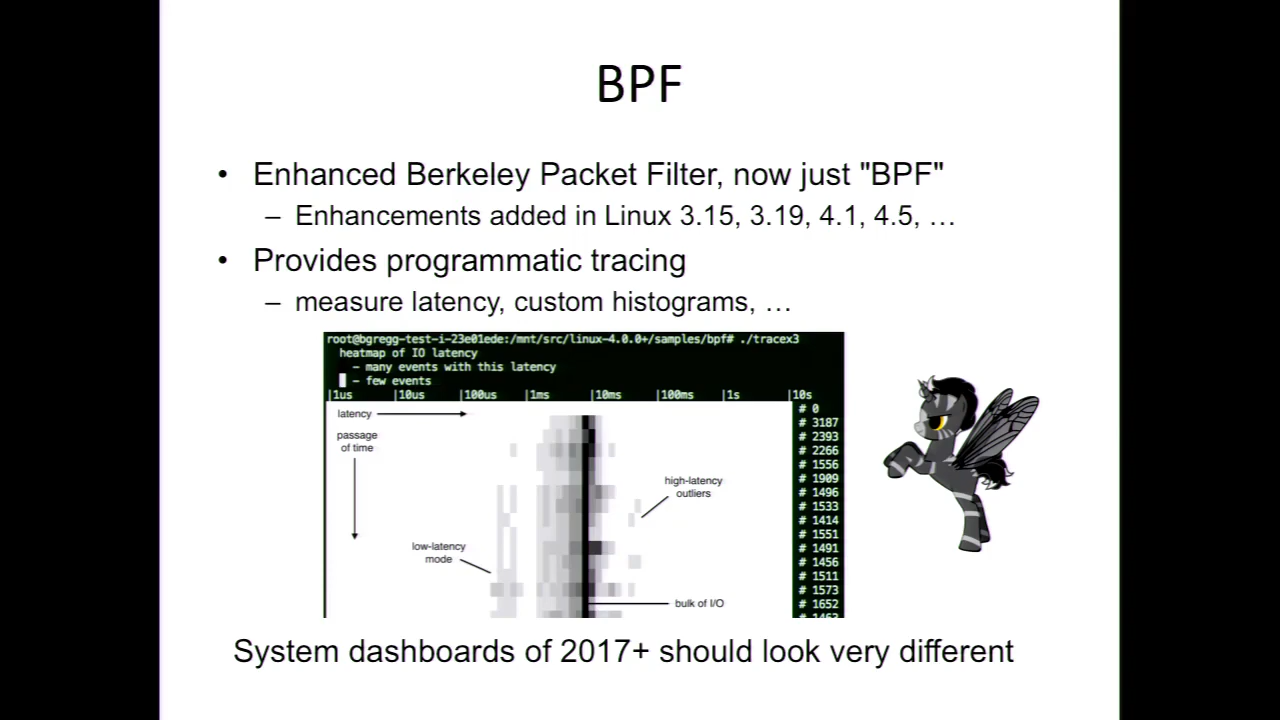 BPF
• Enhanced Berkeley Packet Filter, now just "BPF"
– Enhancements added in Linux 3.15, 3.19, 4.1, 4.5, …
• Provides programmatic tracing
– measure latency, custom histograms, …
root@bgregg-test-i-23e01ede:/mnt/src/linux-4.0.0+/samples/bpf# ./tracex3
heatmap of IO latency
– many events with this latency
– few events
|1us |10us |100us |1ms |10ms |100ms |1s |10s
latency
# 0
# 3187
passage
of time
# 2393
# 2266
# 1556
high-latency
outliers
# 1909
# 1496
# 1533
# 1414
# 1551
low-latency
mode
# 1491
# 1456
# 1511
# 1573
bulk of I/O
# 1652
System dashboards of 2017+ should look very different